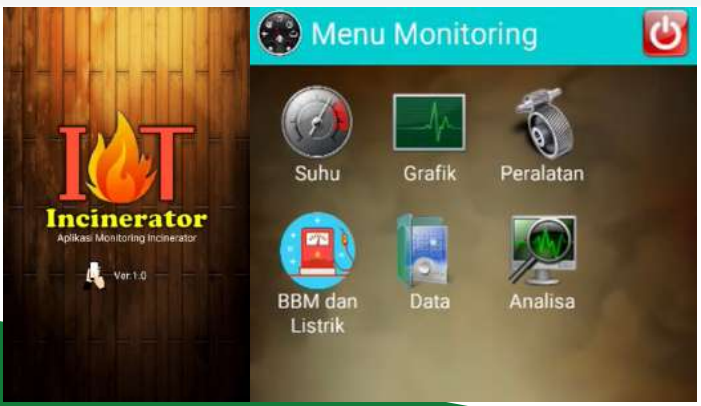 IOT
Incinerator
Aplikasi Monitoring Incinerator
Ver.1.0
Menu Monitoring
Suhu
Grafik
Peralatan
BBM dan
Listrik
Data
Analisa